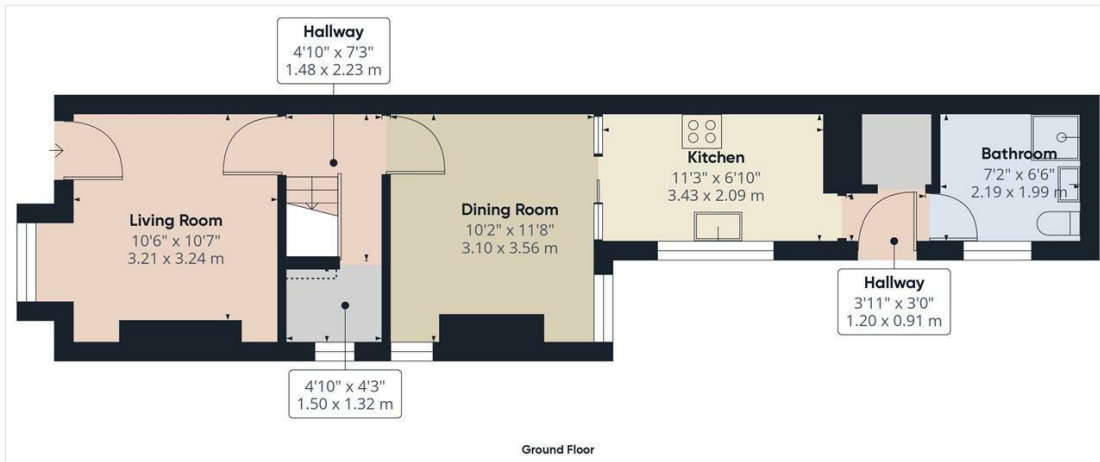 Hallway
4'10" x 7'3"
1.48 x 2.23 m
Living Room
10'6" x 10'7"
3.21 x 3.24 m
Dining Room
10'2" x 11'8"
3.10 x 3.56 m
Kitchen
11'3" x 6'10"
3.43 x 2.09 m
Bathroom
7'2" x 6'6"
2.19 x 1.99 m
Hallway
3'11" x 3'0"
1.20 x 0.91 m
4'10" x 4'3"
1.50 x 1.32 m
Ground Floor